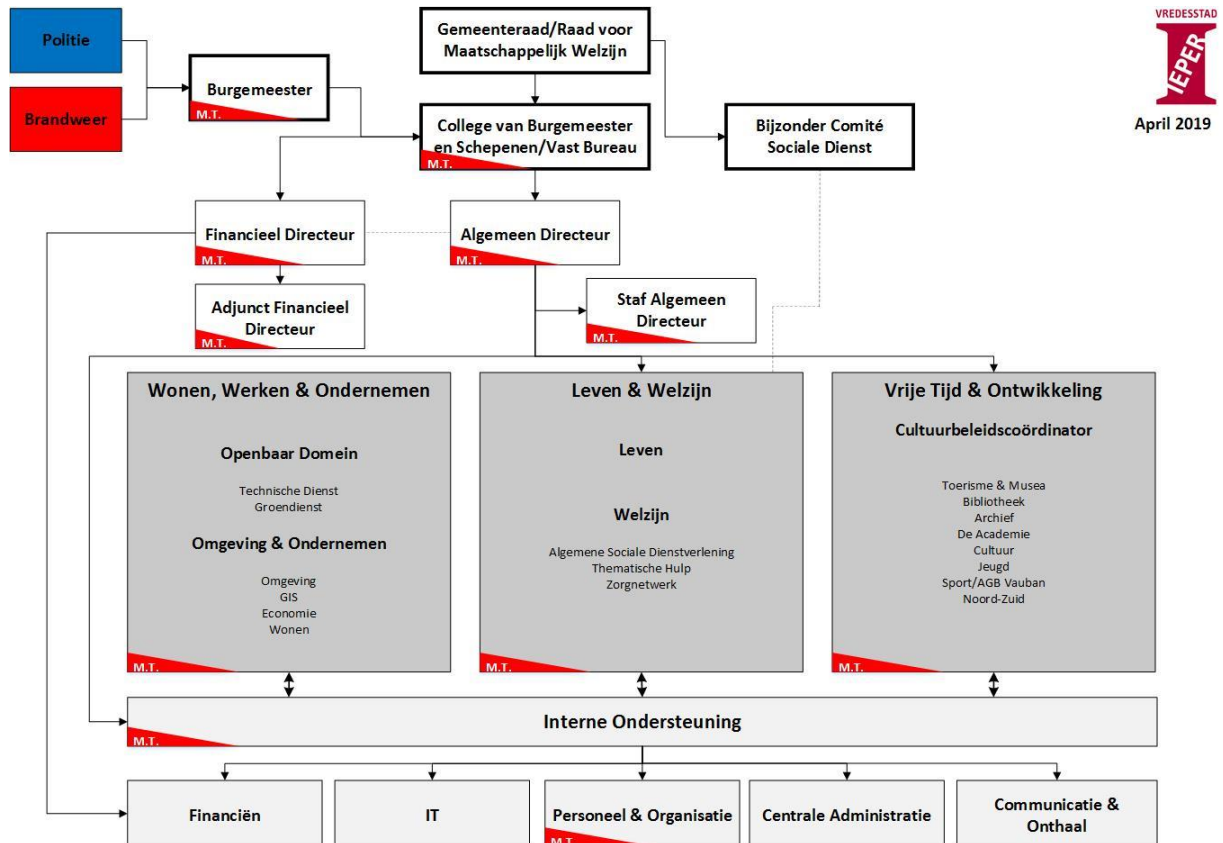 Politie
Brandweer
Burgemeester
M.T.
Gemeenteraad/Raad voor
Maatschappelijk Welzijn
College van Burgemeester
en Schepenen/Vast Bureau
M.T.
Bijzonder Comité
Sociale Dienst
VREDESSTAD
IEPER
April 2019
Financieel Directeur
M.T.
Algemeen Directeur
M.T.
Adjunct Financieel
Directeur
M.T.
Staf Algemeen
Directeur
M.T.
Wonen, Werken & Ondernemen
Openbaar Domein
Technische Dienst
Groendienst
Omgeving & Ondernemen
Omgeving
GIS
Economie
Wonen
M.T.
Leven & Welzijn
Leven
Welzijn
Algemene Sociale Dienstverlening
Thematische Hulp
Zorgnetwerk
M.T.
Vrije Tijd & Ontwikkeling
Cultuurbeleidscoördinator
Toerisme & Musea
Bibliotheek
Archief
De Academie
Cultuur
Jeugd
Sport/AGB Vauban
Noord-Zuid
M.T.
Interne Ondersteuning
M.T.
Financiën
IT
Personeel & Organisatie
M.T.
Centrale Administratie
Communicatie &
Onthaal